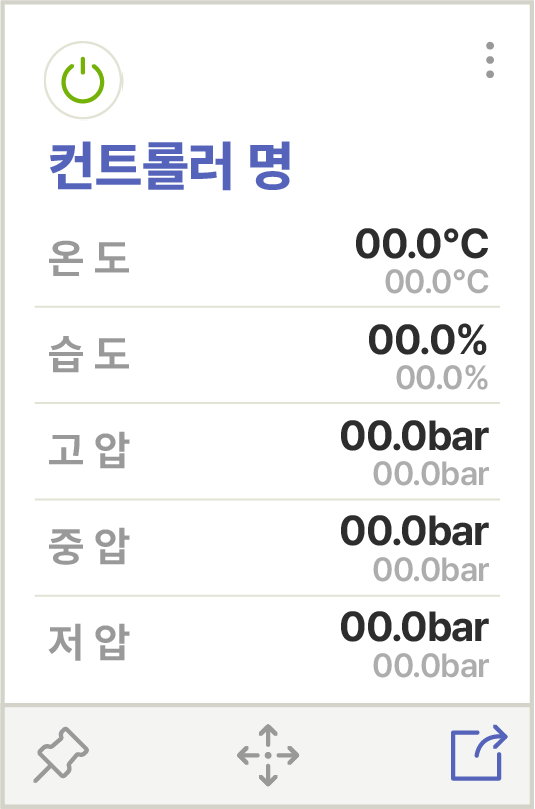 컨트롤러 명
온 도 00.0°C
00.0°C
습 도 00.0%
00.0%
고 압 00.0bar
00.0bar
중 압 00.0bar
00.0bar
저 압 00.0bar
00.0bar